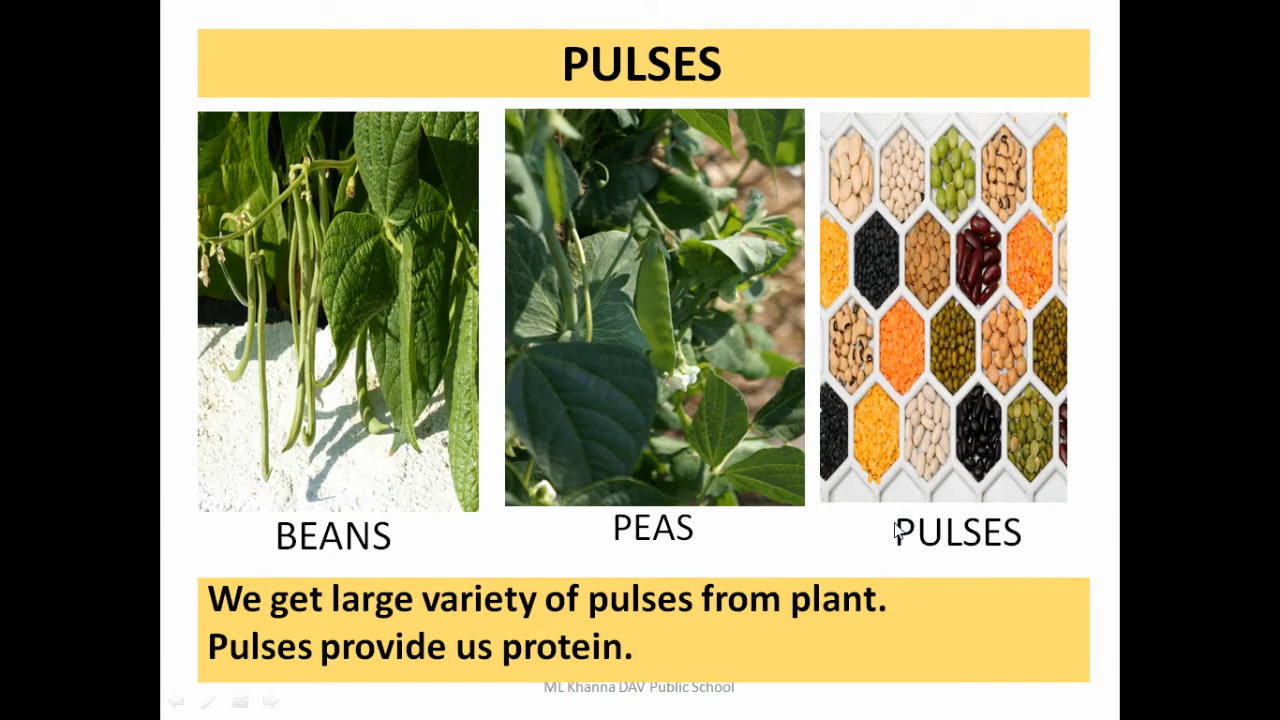 PULSES
BEANS
PEAS
PULSES
We get large variety of pulses from plant.
Pulses provide us protein.
ML Khanna DAV Public School